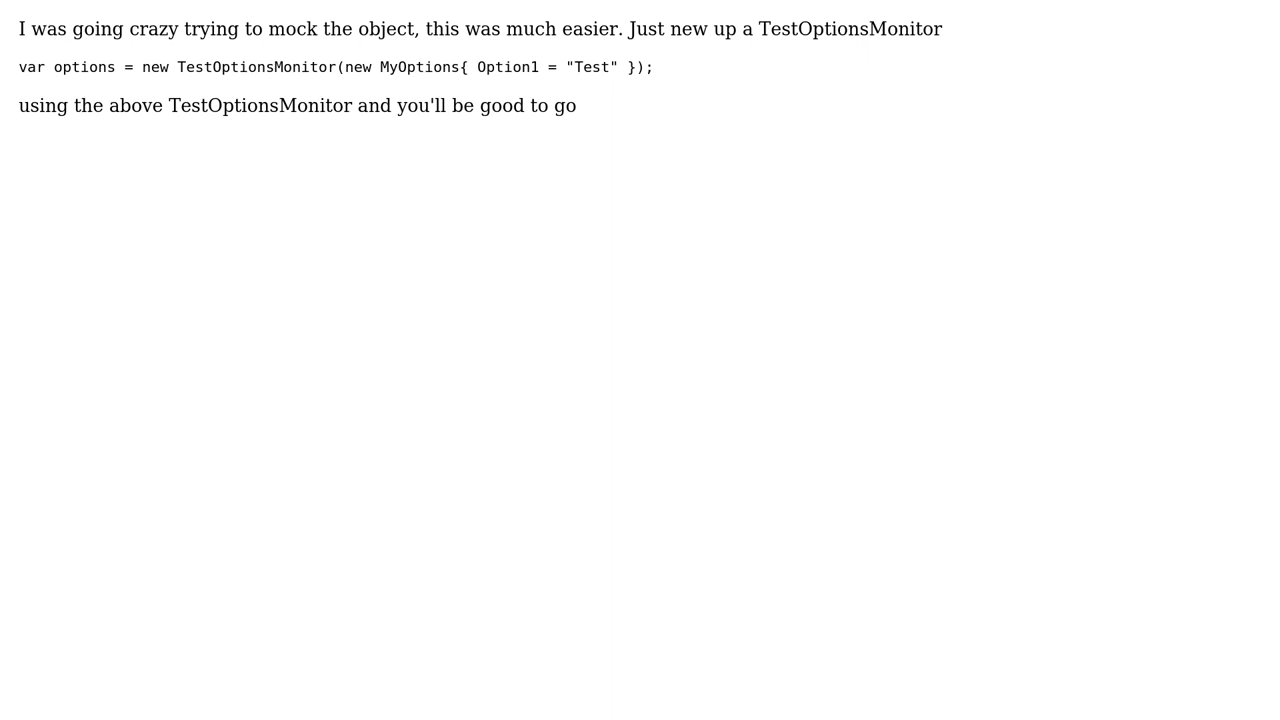 I was going crazy trying to mock the object, this was much easier. Just new up a TestOptionsMonitor
var options = new TestOptionsMonitor(new MyOptions{ Option1 = "Test" });
using the above TestOptionsMonitor and you'll be good to go